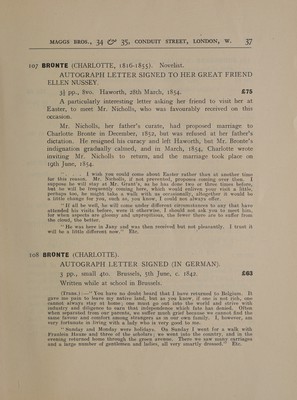 MAGGS BROS., 34 & 35, CONDUIT STREET, LONDON, W. 37
107 BRONTE (CHARLOTTE, 1816-1855). Novelist.
AUTOGRAPH LETTER SIGNED TO HER GREAT FRIEND
ELLEN NUSSEY.
3½ pp., 8vo. Haworth, 28th March, 1854. £75
A particularly interesting letter asking her friend to visit her at
Easter, to meet Mr. Nicholls, who was favourably received on this
occasion.
Mr. Nicholls, her father's curate, had proposed marriage to
Charlotte Bronte in December, 1852, but was refused at her father's
dictation. He resigned his curacy and left Haworth, but Mr. Bronte's
indignation gradually calmed, and in March, 1854, Charlotte wrote
inviting Mr. Nicholls to return, and the marriage took place on
19th June, 1854.
". . . I wish you could come about Easter rather than at another time
for this reason. Mr. Nicholls, if not prevented, proposes coming over then. I
suppose he will stay at Mr. Grant's, as he has done two or three times before,
but he will be frequently coming here, which would enliven your visit a little,
perhaps too, he might take a walk with us occasionally, altogether it would be
a little change for you, such as, you know, I could not always offer.
"If all be well, he will come under different circumstances to any that have
attended his visits before, were it otherwise, I should not ask you to meet him,
for when aspects are gloomy and unpropitious, the fewer there are to suffer from
the cloud, the better.
"He was here in Jany and was then received but not pleasantly. I trust it
will be a little different now." Etc.
108 BRONTE (CHARLOTTE).
AUTOGRAPH LETTER SIGNED (IN GERMAN).
3 pp., small 4to. Brussels, 5th June, c. 1842. £63
Written while at school in Brussels.
(Trans.):—"You have no doubt heard that I have returned to Belgium. It
gave me pain to leave my native land, but as you know, if one is not rich, one
cannot always stay at home; one must go out into the world and strive with
industry and diligence to earn that independence which fate has denied. Often
when separated from our parents, we suffer much grief because we cannot find the
same favour and comfort among strangers as in our own family. I, however, am
very fortunate in living with a lady who is very good to me.
"Sunday and Monday were holidays. On Sunday I went for a walk with
Fraulein Hausse and three of the scholars; we went into the country, and in the
evening returned home through the green avenue. There we saw many carriages
and a large number of gentlemen and ladies, all very smartly dressed." Etc.